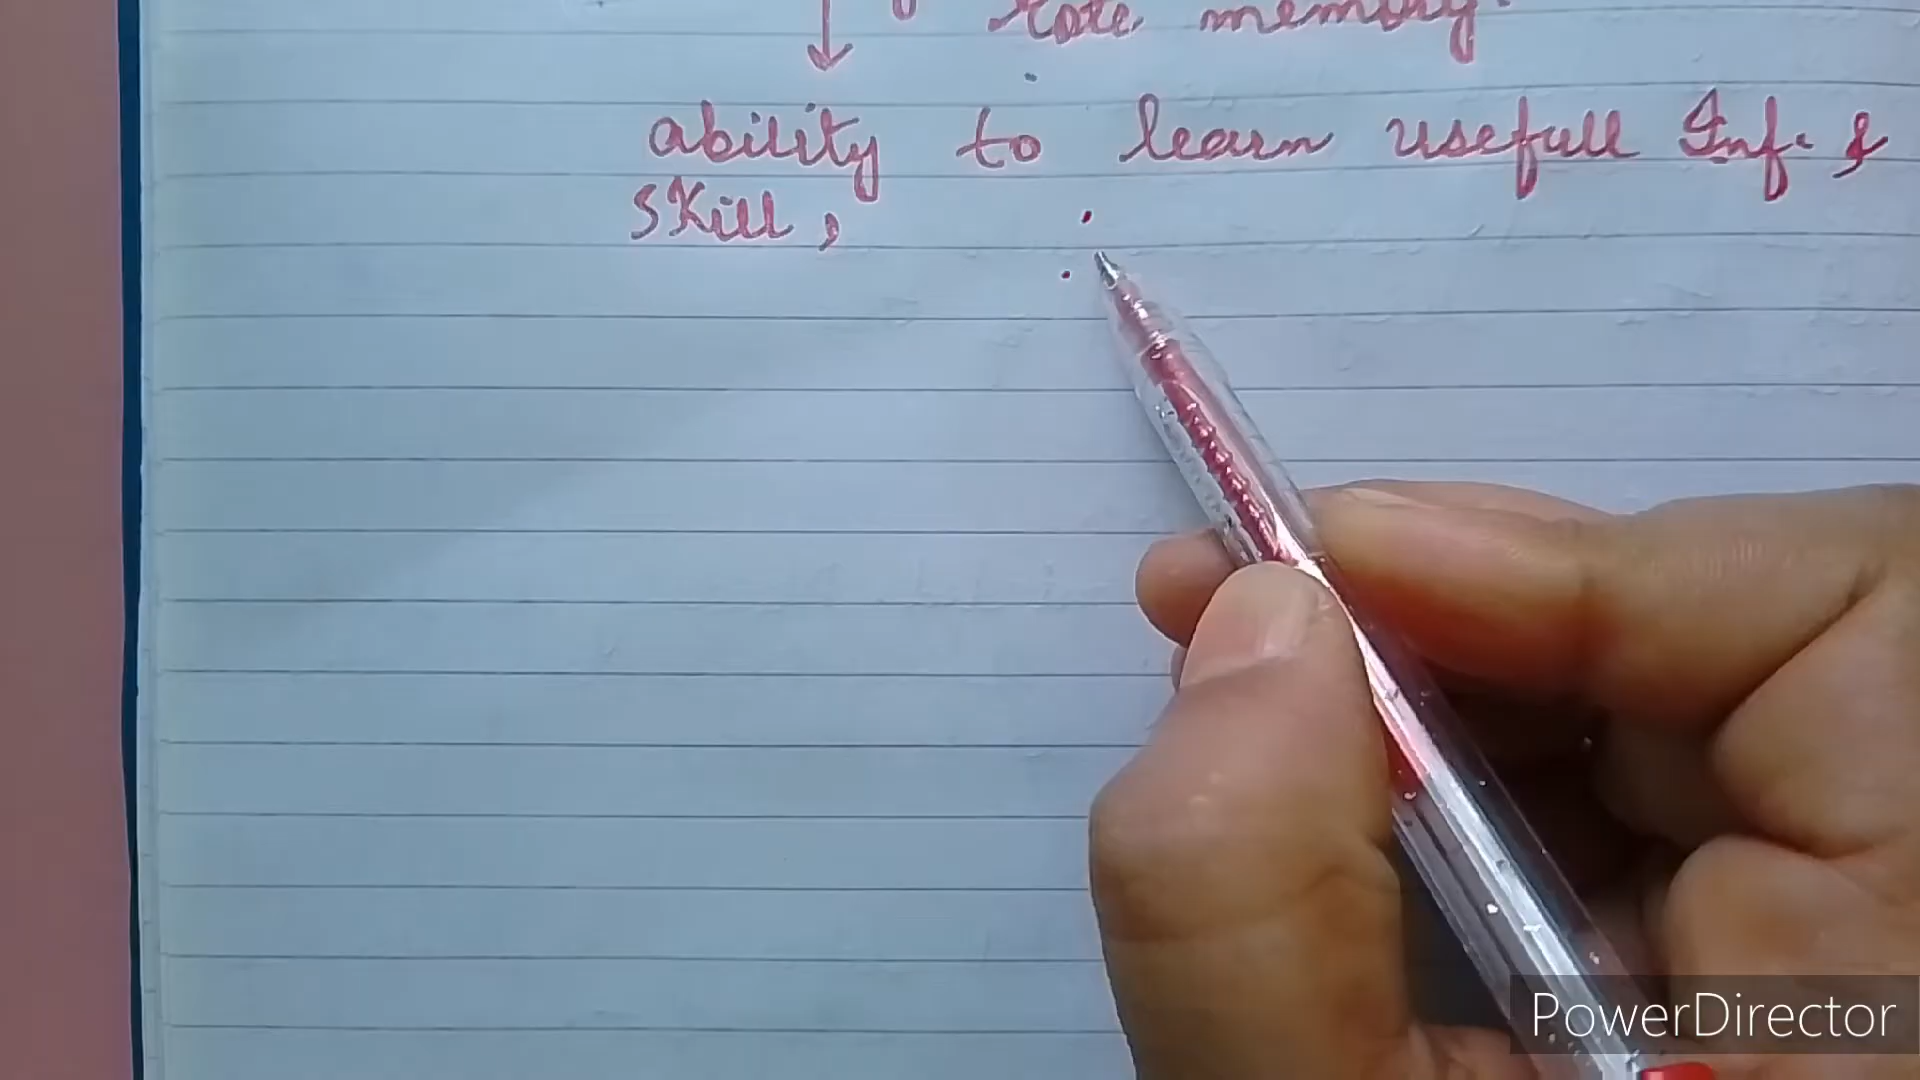 rote memory.
ability to learn usefull Inf. &
skill,
PowerDirector